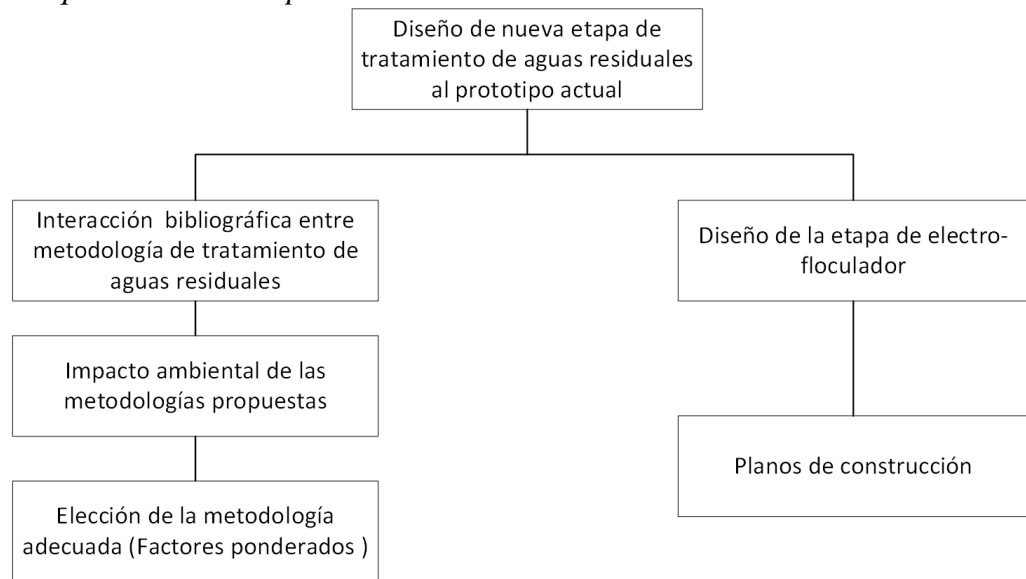 Diseño de nueva etapa de
tratamiento de aguas residuales
al prototipo actual
Interacción bibliográfica entre
metodología de tratamiento de
aguas residuales
Impacto ambiental de las
metodologías propuestas
Elección de la metodología
adecuada (Factores ponderados )
Diseño de la etapa de electro-
floculador
Planos de construcción